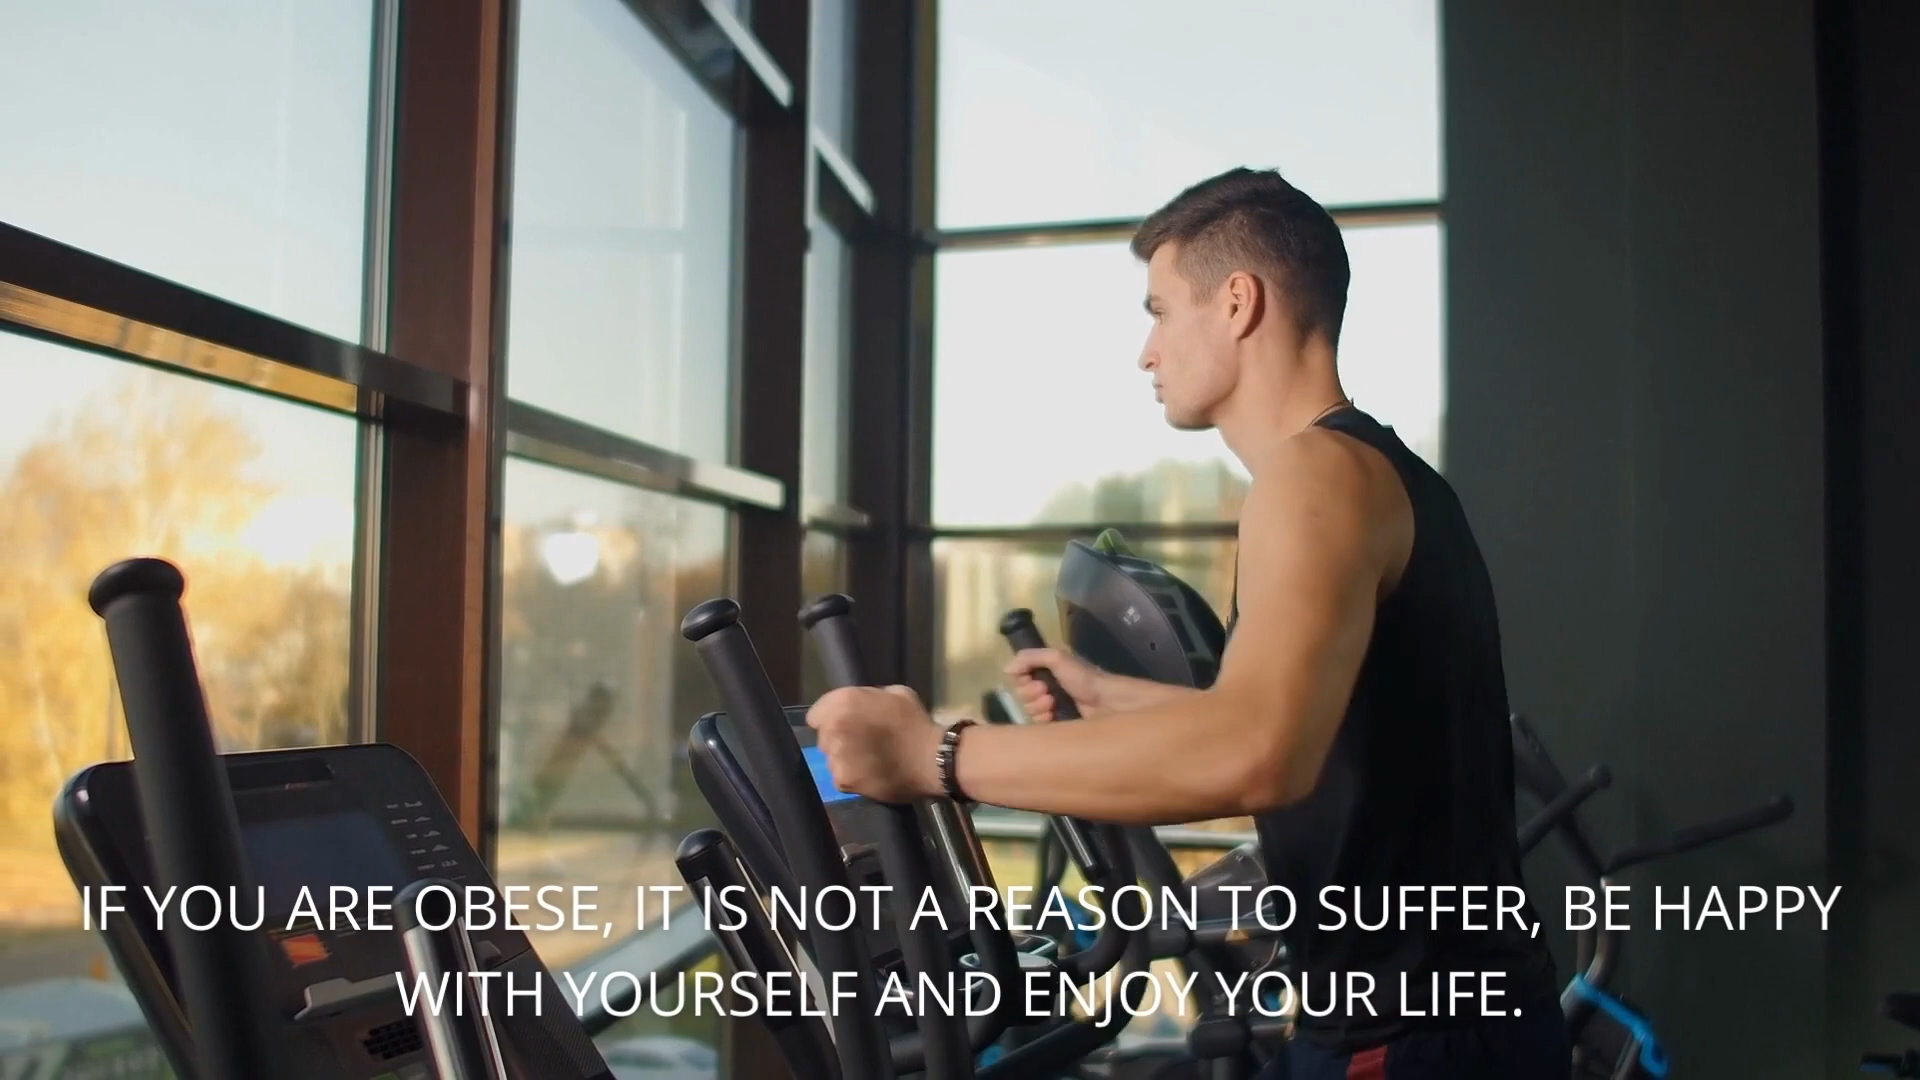 IF YOU ARE OBESE, IT IS NOT A REASON TO SUFFER, BE HAPPY
WITH YOURSELF AND ENJOY YOUR LIFE.